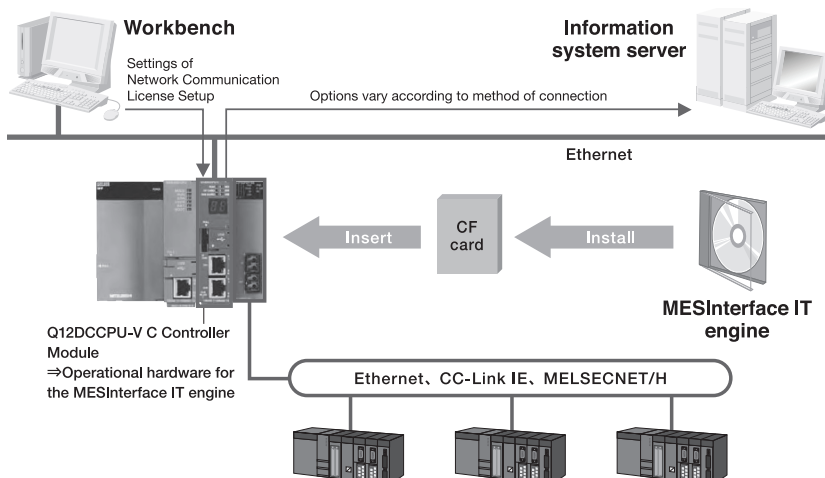 Workbench
Settings of
Network Communication
License Setup
Information
system server
Options vary according to method of connection
Ethernet
CF
card
Insert
Install
MESInterface IT
engine
Q12DCCPU-V C Controller
Module
⇒Operational hardware for
the MESInterface IT engine
Ethernet、CC-Link IE、MELSECNET/H